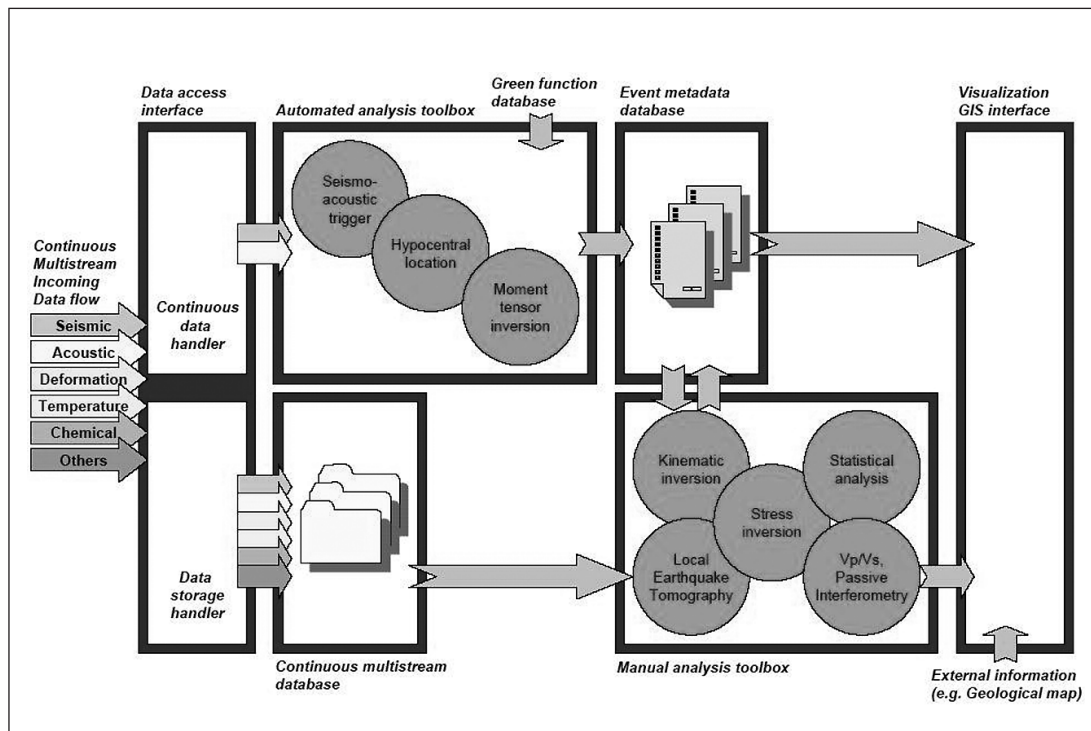 Data access
interface
Automated analysis toolbox
Green function
database
Event metadata
database
Visualization
GIS interface
Continuous
Multistream
Incoming
Data flow
Seismic
Acoustic
Deformation
Temperature
Chemical
Others
Continuous
data
handler
Data
storage
handler
Seismo-
acoustic
trigger
Hypocentral
location
Moment
tensor
inversion
Kinematic
inversion
Statistical
analysis
Stress
inversion
Local
Earthquake
Tomography
Vp/Vs,
Passive
Interferometry
Continuous multistream
database
Manual analysis toolbox
External information
(e.g. Geological map)